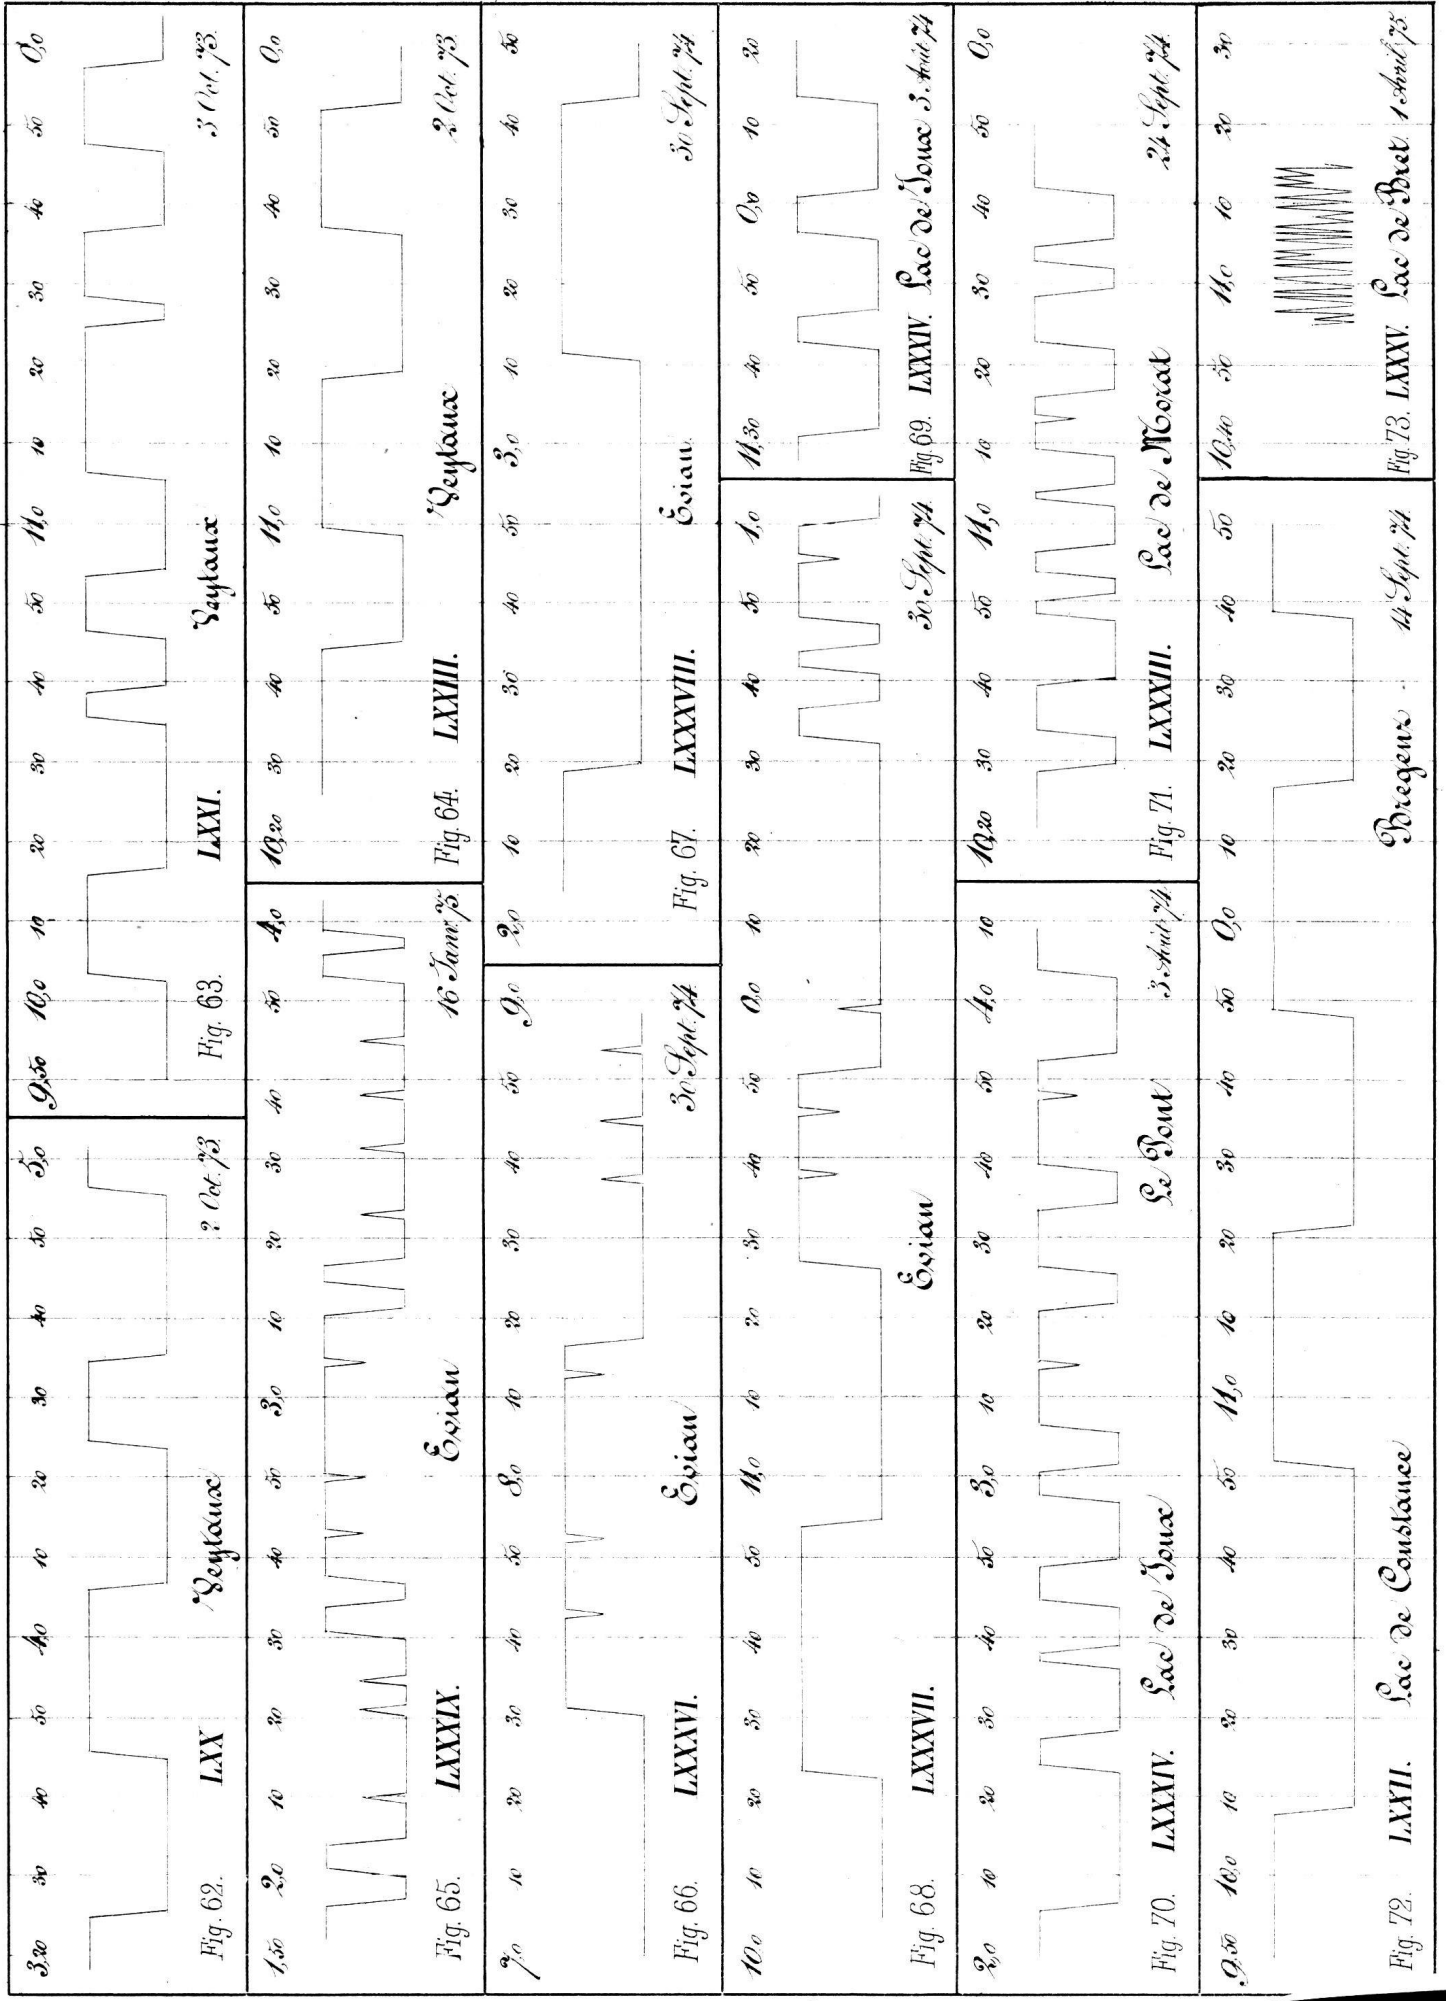 3,20 30 40 50 4,0 10 20 30 40 50 5,0
Fig. 62. LXX Veytaux 2 Oct. 73.
9,50 10,0 10 20 30 40 50 11,0 10 20 30 40 50 0,0
Fig. 63. LXXI. Veytaux 3 Oct. 73.
1,50 2,0 10 20 30 40 50 3,0 10 20 30 40 50 4,0
Fig. 65. LXXXIX. Evian 16 Janv. 75.
10,20 30 40 50 11,0 10 20 30 40 50 0,0
Fig. 64. LXXIII. Veytaux 2 Oct. 73.
7,0 10 20 30 40 50 8,0 10 20 30 40 50 9,0
Fig. 66. LXXXVI. Evian 30 Sept. 74
2,0 10 20 30 40 50 3,0 10 20 30 40 50
Fig. 67. LXXXVIII. Évian. 30 Sept. 74
10,0 10 20 30 40 50 11,0 10 20 30 40 50 0,0 10 20 30 40 50 1,0
Fig. 68. LXXXVII. Evian 30 Sept. 74.
11,30 40 50 0,0 10 20
Fig. 69. LXXXIV. Lac de Joux 3. Août 74
2,0 10 20 30 40 50 3,0 10 20 30 40 50 4,0 10
Fig. 70. LXXXIV. Lac de Joux Le Pont 3. Août 74.
10,20 30 40 50 11,0 10 20 30 40 50 0,0
Fig. 71. LXXXIII. Lac de Morat 24 Sept. 74.
9,50 10,0 10 20 30 40 50 11,0 10 20 30 40 50 0,0 10 20 30 40 50
Fig. 72. LXXII. Lac de Constance Bregenz 14 Sept. 74.
10,40 50 11,0 10 20 30
Fig. 73. LXXXV. Lac de Bret. 1 Avril 75.